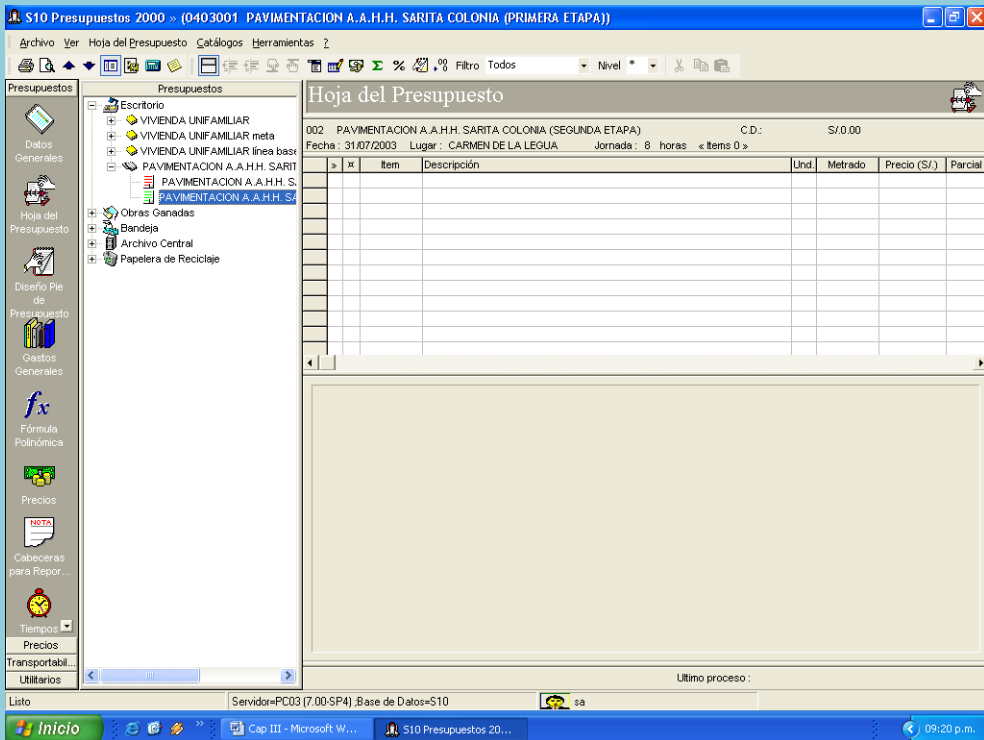 S10 Presupuestos 2000 » (0403001 PAVIMENTACION A.A.H.H. SARITA COLONIA (PRIMERA ETAPA))
Archivo Ver Hoja del Presupuesto Catálogos Herramientas ?
Filtro Todos Nivel *
Presupuestos
Datos
Generales
Hoja del
Presupuesto
Diseño Pie
de
Presupuesto
Gastos
Generales
fx
Fórmula
Polinómica
Precios
NOTA
Cabeceras
para Repor...
Tiempos
Precios
Transportabil...
Utilitarios
Presupuestos
Escritorio
VIVIENDA UNIFAMILIAR
VIVIENDA UNIFAMILIAR meta
VIVIENDA UNIFAMILIAR línea base
PAVIMENTACION A.A.H.H. SARIT
PAVIMENTACION A.A.H.H. S.
PAVIMENTACION A.A.H.H. SA
Obras Ganadas
Bandeja
Archivo Central
Papelera de Reciclaje
Hoja del Presupuesto
002 PAVIMENTACION A.A.H.H. SARITA COLONIA (SEGUNDA ETAPA) C.D.: S/.0.00
Fecha : 31/07/2003 Lugar : CARMEN DE LA LEGUA Jornada : 8 horas « Items 0 »
» ¤ Item Descripción Und. Metrado Precio (S/.) Parcial
Ultimo proceso :
Listo Servidor=PC03 (7.00-SP4) ;Base de Datos=S10 sa
Inicio » Cap III - Microsoft W... S10 Presupuestos 20... 09:20 p.m.